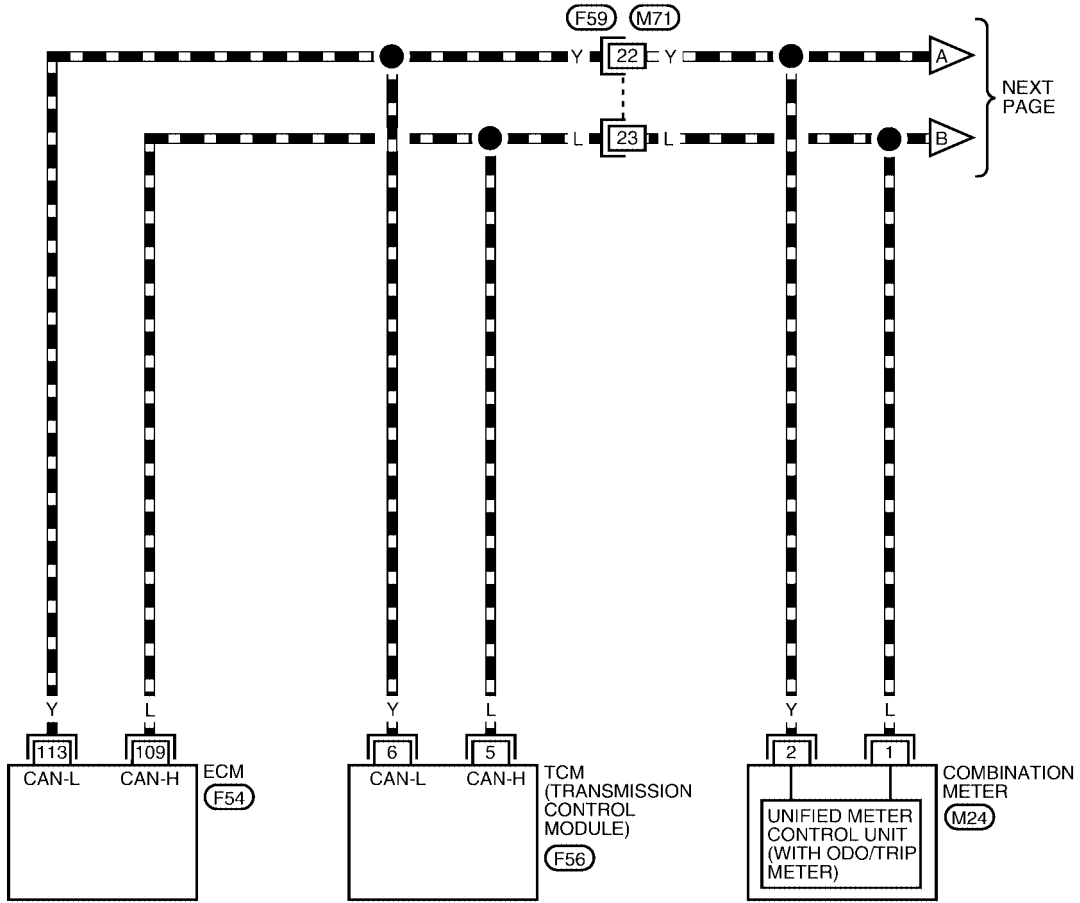 F59 M71
Y 22 Y A
NEXT
PAGE
L 23 L B
Y L Y L Y L
113 109 6 5 2 1
CAN-L CAN-H
ECM
F54
CAN-L CAN-H
TCM
(TRANSMISSION
CONTROL
MODULE)
F56
COMBINATION
METER
M24
UNIFIED METER
CONTROL UNIT
(WITH ODO/TRIP
METER)